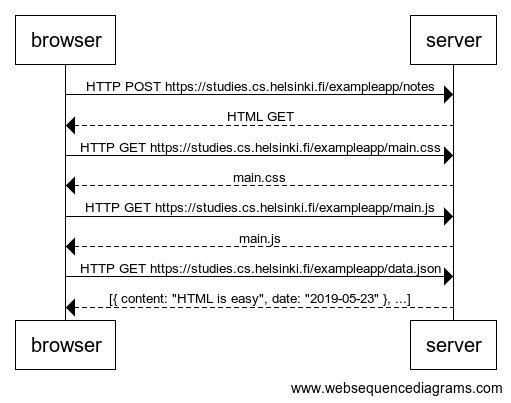 browser server
HTTP POST https://studies.cs.helsinki.fi/exampleapp/notes
HTML GET
HTTP GET https://studies.cs.helsinki.fi/exampleapp/main.css
main.css
HTTP GET https://studies.cs.helsinki.fi/exampleapp/main.js
main.js
HTTP GET https://studies.cs.helsinki.fi/exampleapp/data.json
[{ content: "HTML is easy", date: "2019-05-23" }, ...]
browser server
www.websequencediagrams.com